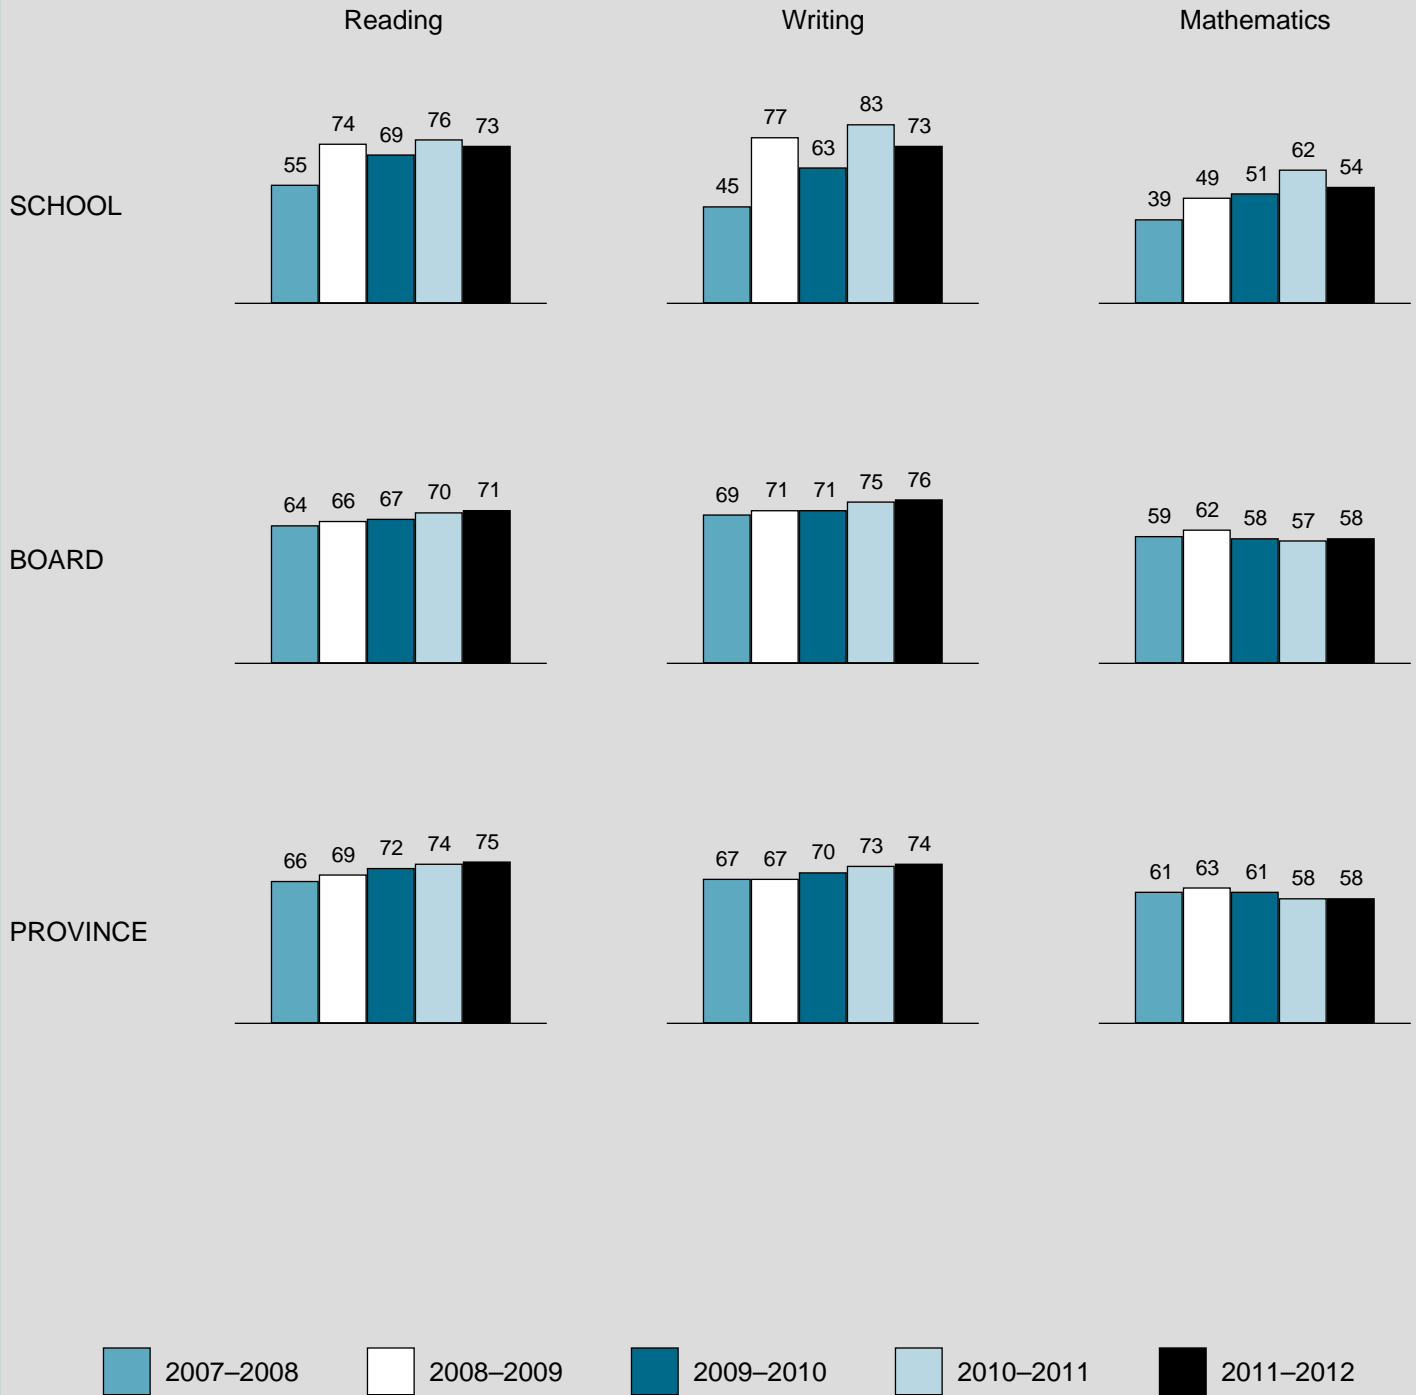 Reading Writing Mathematics
55 74 69 76 73
45 77 63 83 73
39 49 51 62 54
SCHOOL
64 66 67 70 71
69 71 71 75 76
59 62 58 57 58
BOARD
66 69 72 74 75
67 67 70 73 74
61 63 61 58 58
PROVINCE
2007–2008 2008–2009 2009–2010 2010–2011 2011–2012